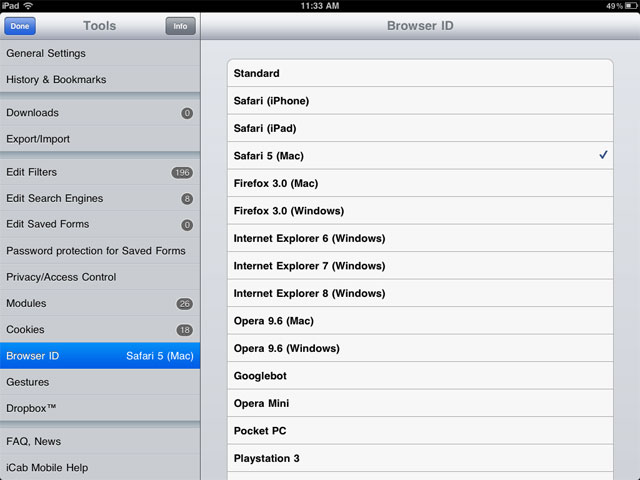 iPad 11:33 AM 49%
Done Tools Info Browser ID
General Settings
History & Bookmarks
Downloads 0
Export/Import
Edit Filters 196
Edit Search Engines 8
Edit Saved Forms 0
Password protection for Saved Forms
Privacy/Access Control
Modules 26
Cookies 18
Browser ID Safari 5 (Mac)
Gestures
Dropbox™
FAQ, News
iCab Mobile Help
Standard
Safari (iPhone)
Safari (iPad)
Safari 5 (Mac)
Firefox 3.0 (Mac)
Firefox 3.0 (Windows)
Internet Explorer 6 (Windows)
Internet Explorer 7 (Windows)
Internet Explorer 8 (Windows)
Opera 9.6 (Mac)
Opera 9.6 (Windows)
Googlebot
Opera Mini
Pocket PC
Playstation 3